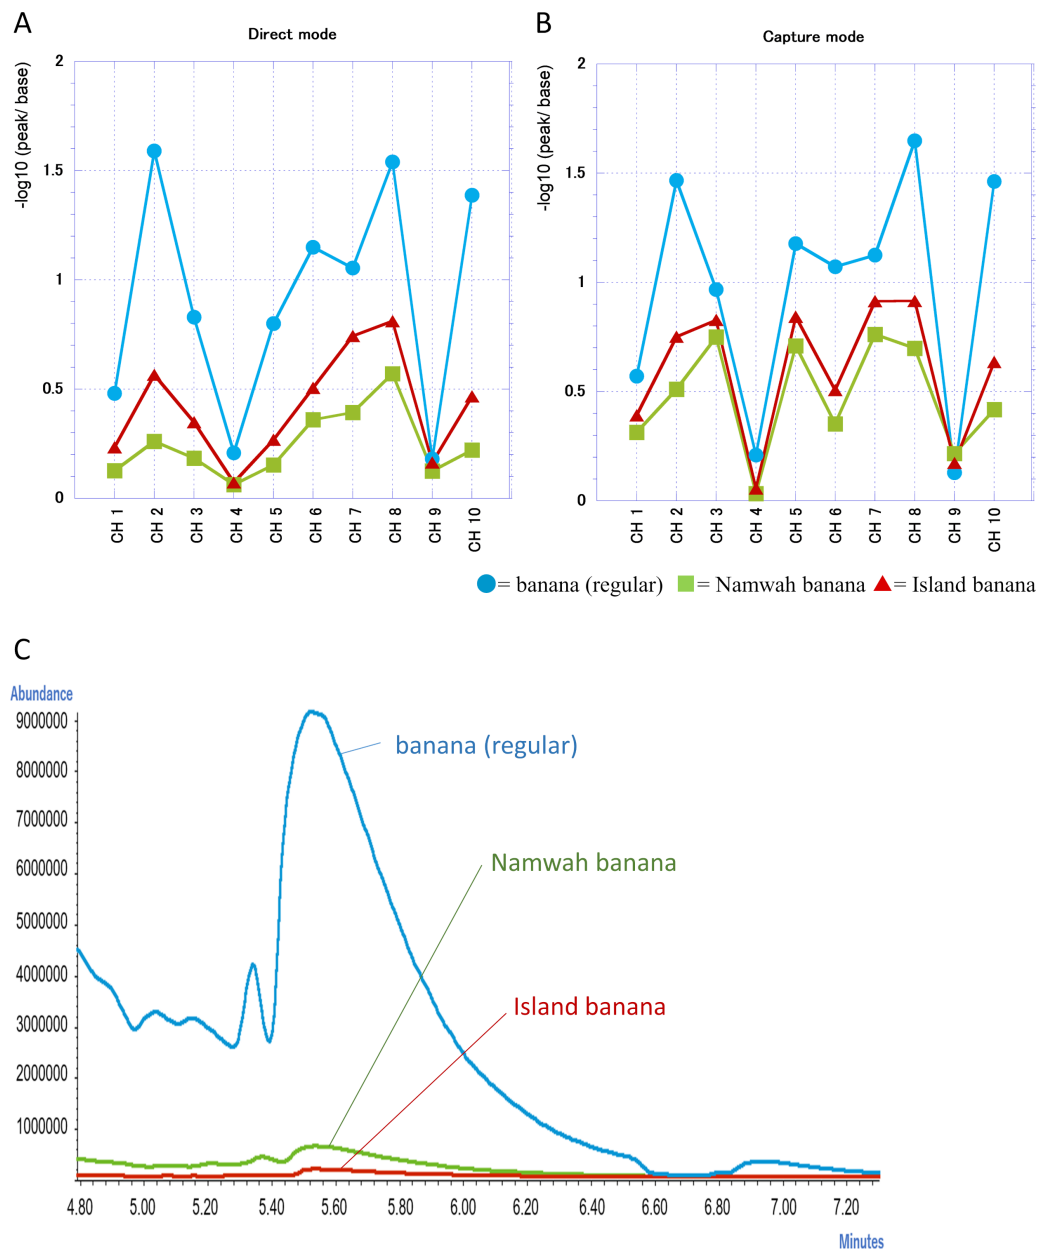 A
Direct mode
-log10 (peak/ base)
2
1.5
1
0.5
0
CH 1
CH 2
CH 3
CH 4
CH 5
CH 6
CH 7
CH 8
CH 9
CH 10
B
Capture mode
-log10 (peak/ base)
2
1.5
1
0.5
0
CH 1
CH 2
CH 3
CH 4
CH 5
CH 6
CH 7
CH 8
CH 9
CH 10
= banana (regular) = Namwah banana = Island banana
C
Abundance
9000000
8000000
7000000
6000000
5000000
4000000
3000000
2000000
1000000
banana (regular)
Namwah banana
Island banana
4.80 5.00 5.20 5.40 5.60 5.80 6.00 6.20 6.40 6.60 6.80 7.00 7.20
Minutes